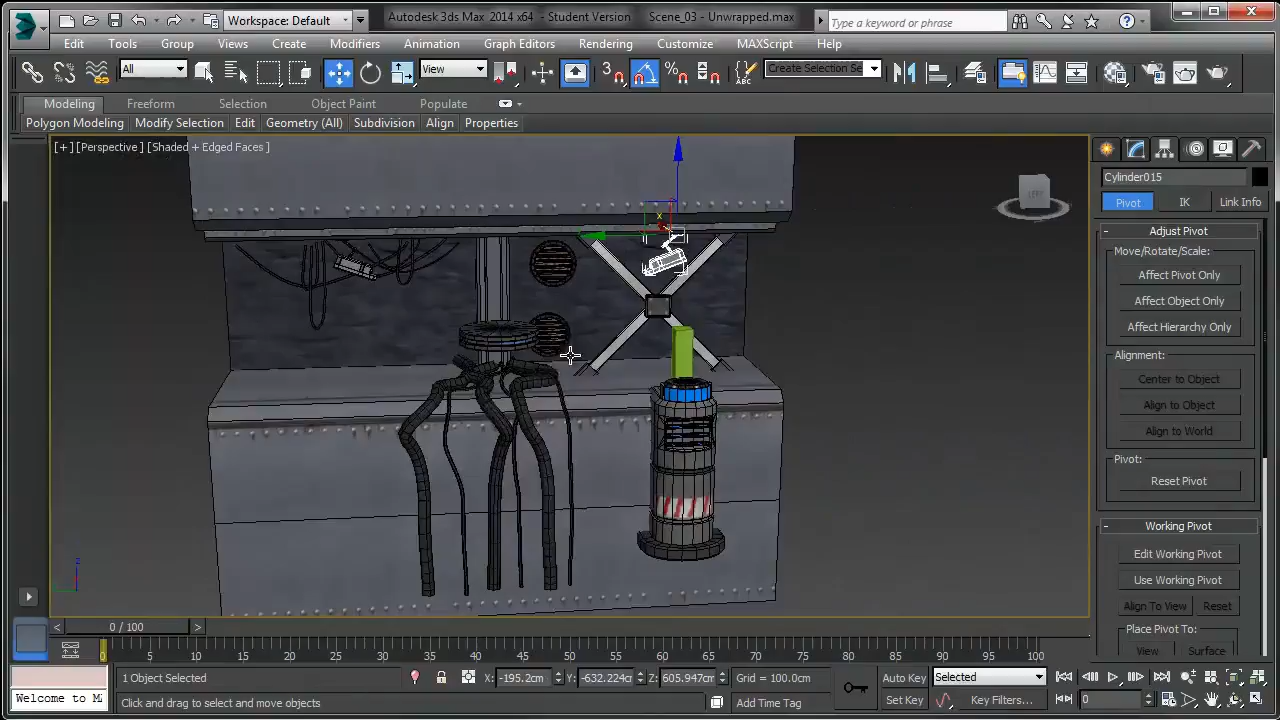 Workspace: Default
Autodesk 3ds Max 2014 x64 - Student Version
Scene_03 - Unwrapped.max
Type a keyword or phrase
Edit Tools Group Views Create Modifiers Animation Graph Editors Rendering Customize MAXScript Help
All View 3 ABC Create Selection Se
Modeling Freeform Selection Object Paint Populate
Polygon Modeling Modify Selection Edit Geometry (All) Subdivision Align Properties
[+] [Perspective] [Shaded + Edged Faces]
LEFT
x
z
Cylinder015
Pivot IK Link Info
- Adjust Pivot
Move/Rotate/Scale:
Affect Pivot Only
Affect Object Only
Affect Hierarchy Only
Alignment:
Center to Object
Align to Object
Align to World
Pivot:
Reset Pivot
- Working Pivot
Edit Working Pivot
Use Working Pivot
Align To View Reset
Place Pivot To:
View Surface
< 0 / 100 >
0 5 10 15 20 25 30 35 40 45 50 55 60 65 70 75 80 85 90 95 100
1 Object Selected
X: -195.2cm Y: -632.224cm Z: 605.947cm Grid = 100.0cm
Auto Key Selected
Welcome to M
Click and drag to select and move objects
Add Time Tag
Set Key Key Filters... 0